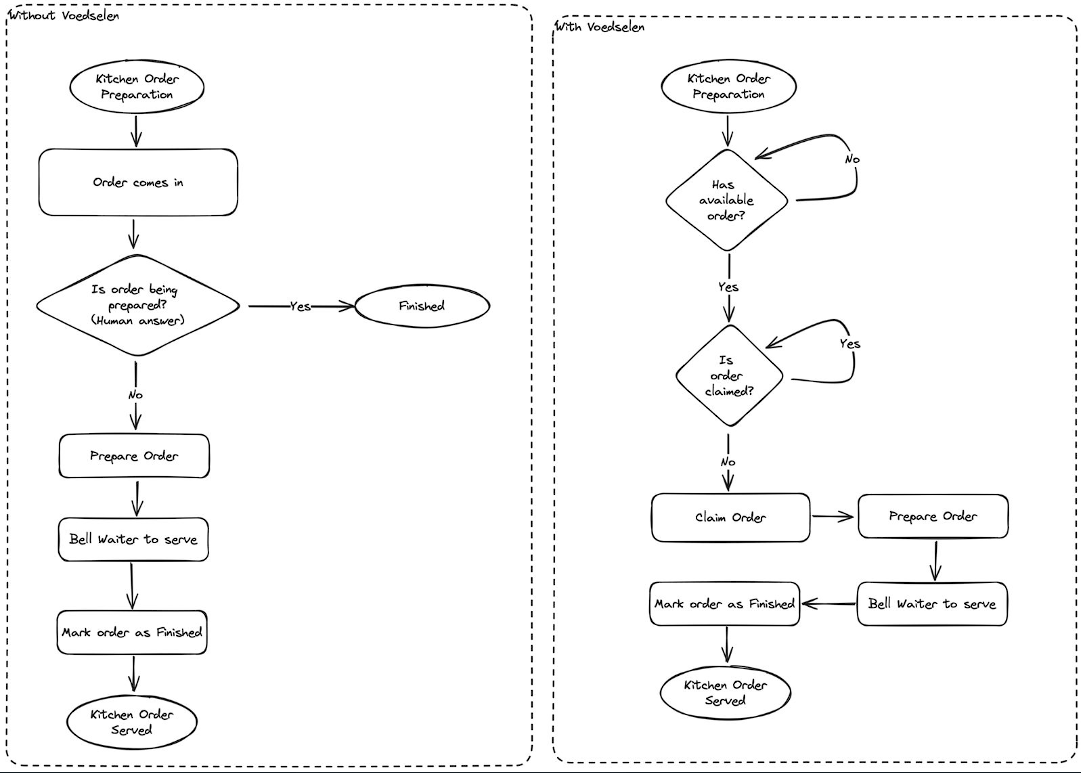 Without Voedselen
Kitchen Order
Preparation
Order comes in
Is order being
prepared?
(Human answer)
Yes
Finished
No
Prepare Order
Bell Waiter to serve
Mark order as Finished
Kitchen Order
Served
With Voedselen
Kitchen Order
Preparation
Has
available
order?
No
Yes
Is
order
claimed?
Yes
No
Claim Order
Prepare Order
Bell Waiter to serve
Mark order as Finished
Kitchen Order
Served